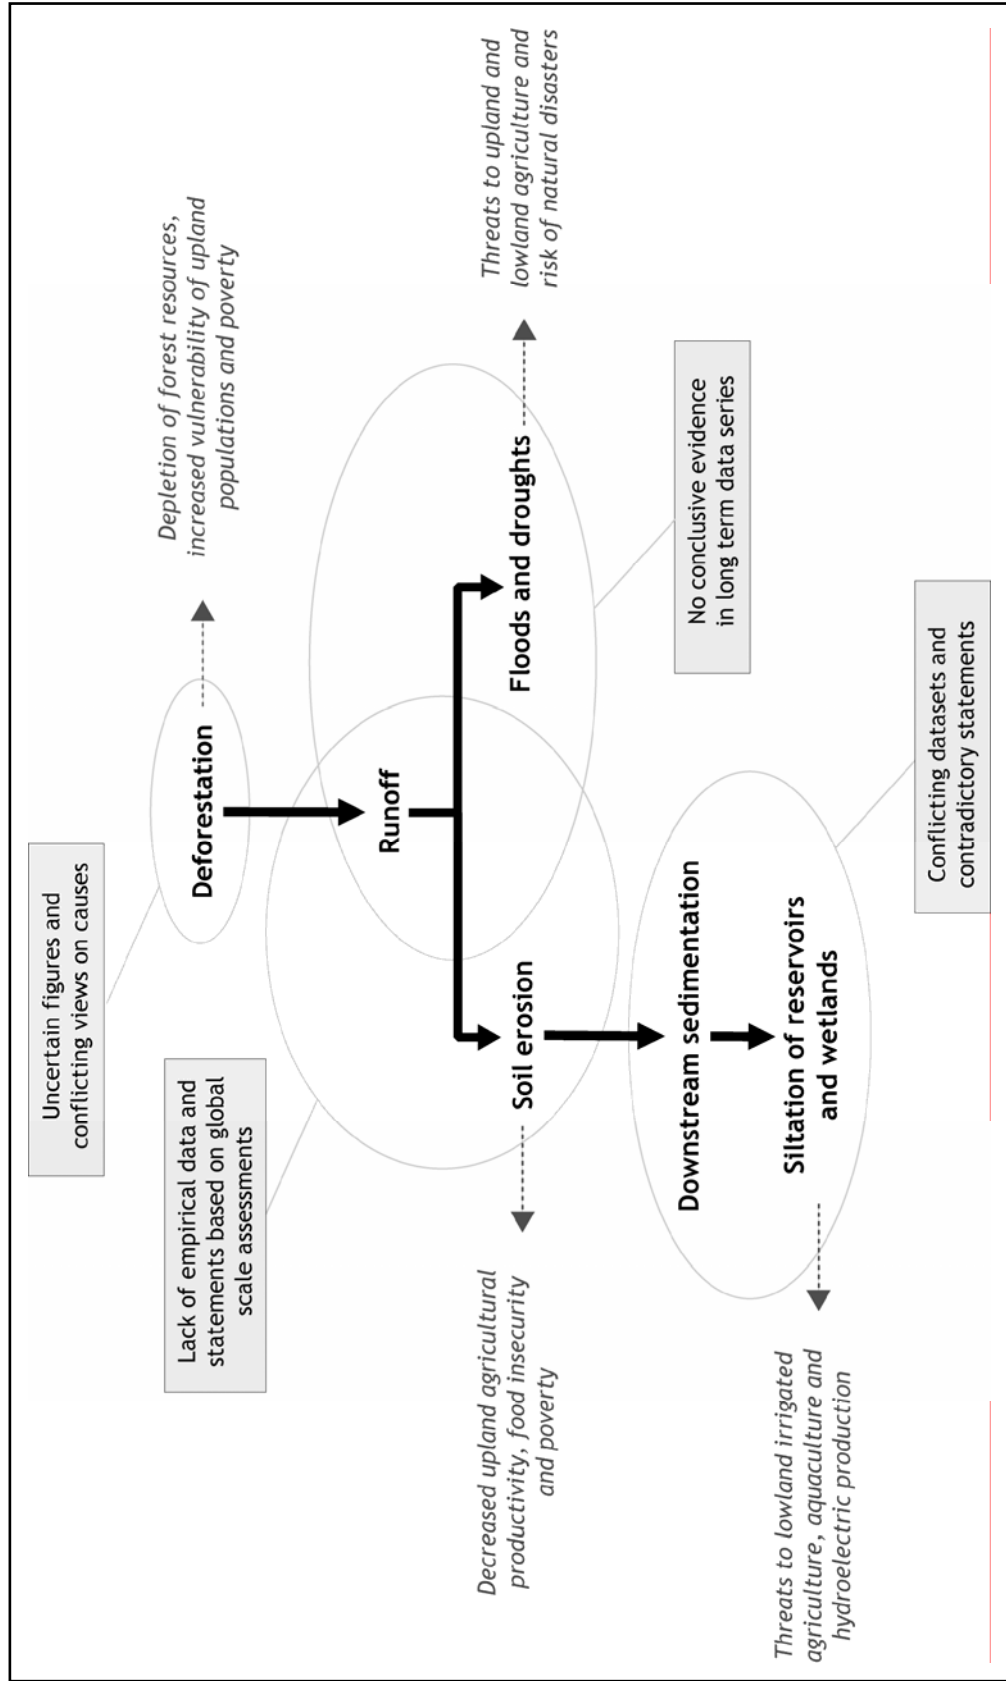 Uncertain figures and
conflicting views on causes
Depletion of forest resources,
increased vulnerability of upland
populations and poverty
Deforestation
Lack of empirical data and
statements based on global
scale assessments
Runoff
Decreased upland agricultural
productivity, food insecurity
and poverty
Soil erosion
Floods and droughts
Threats to upland and
lowland agriculture and
risk of natural disasters
Downstream sedimentation
No conclusive evidence
in long term data series
Threats to lowland irrigated
agriculture, aquaculture and
hydroelectric production
Siltation of reservoirs
and wetlands
Conflicting datasets and
contradictory statements